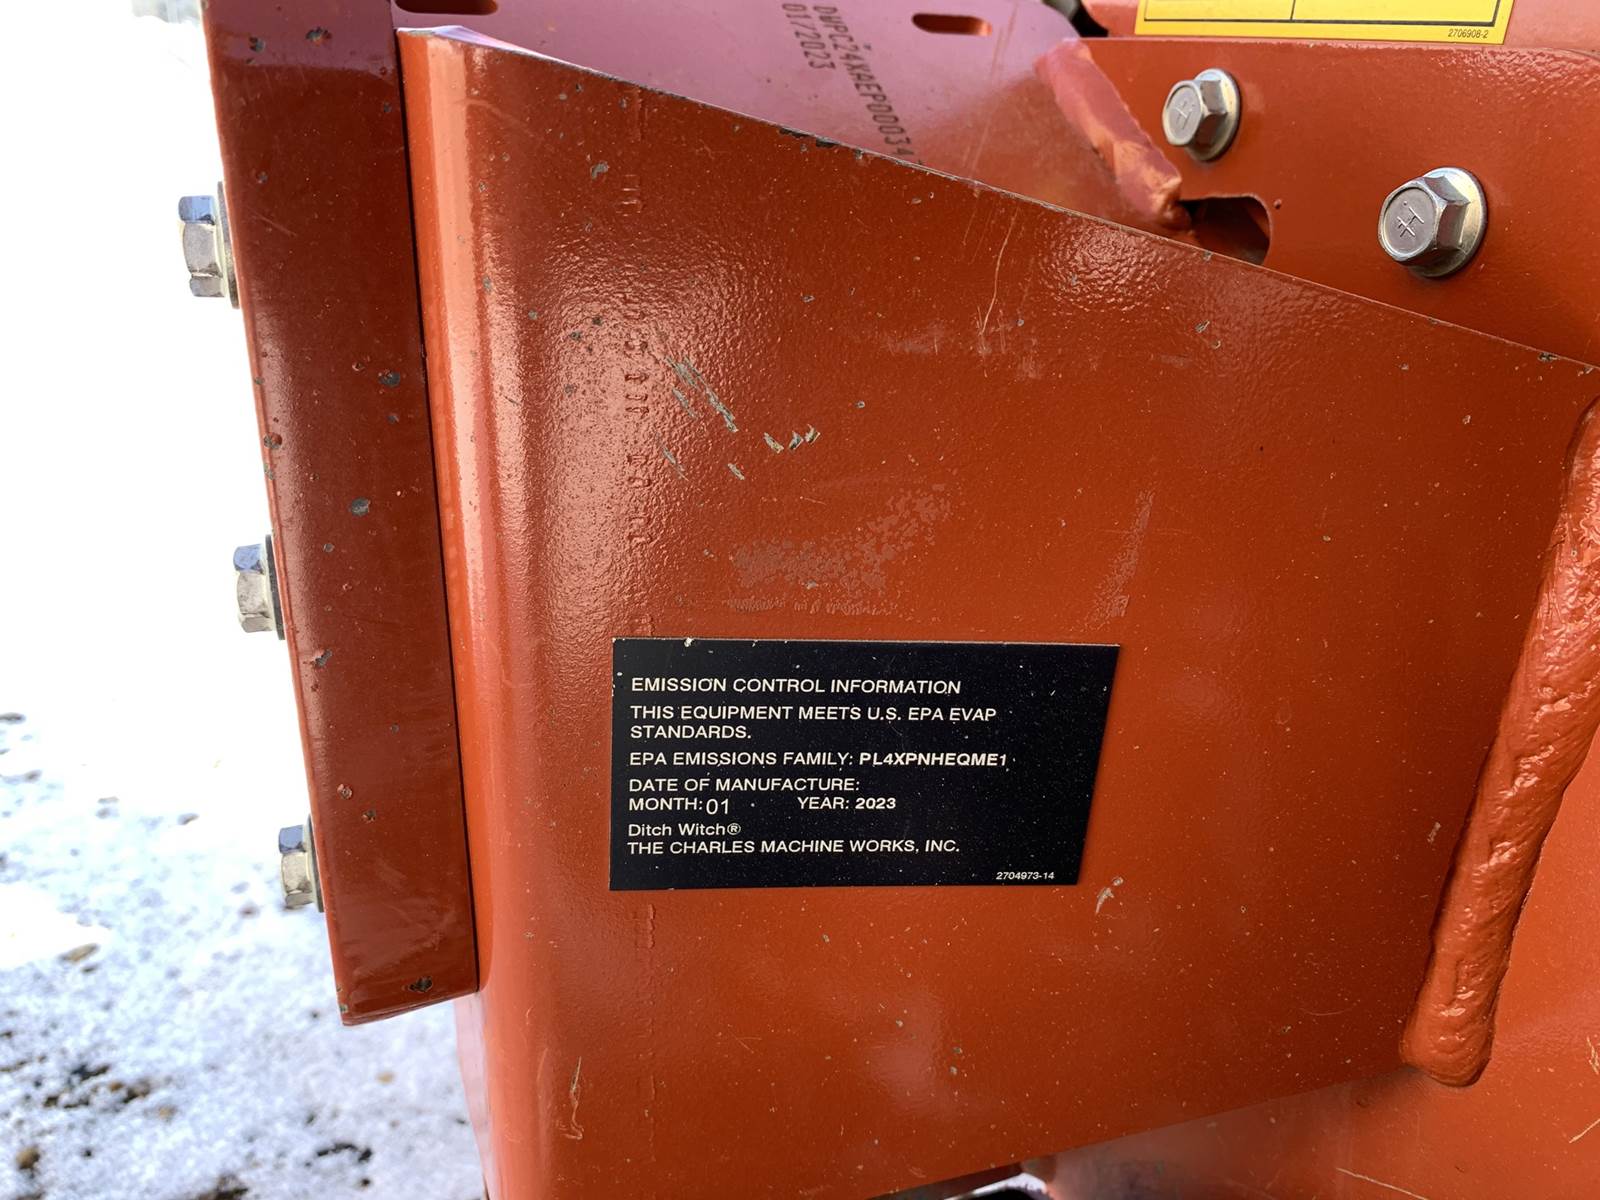 2706908-2
DWPC24XAEP00034
01/2023
EMISSION CONTROL INFORMATION
THIS EQUIPMENT MEETS U.S. EPA EVAP
STANDARDS.
EPA EMISSIONS FAMILY: PL4XPNHEQME1
DATE OF MANUFACTURE:
MONTH: 01 YEAR: 2023
Ditch Witch®
THE CHARLES MACHINE WORKS, INC.
2704973-14